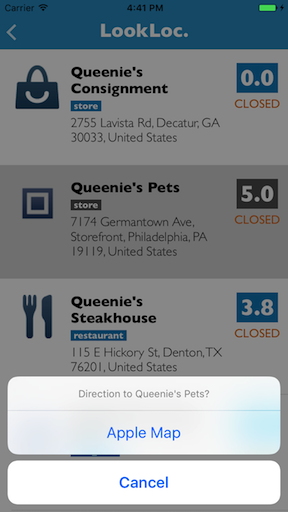 Carrier 4:41 PM
LookLoc.
Queenie's
Consignment
store
2755 Lavista Rd, Decatur, GA
30033, United States
0.0
CLOSED
Queenie's Pets
store
7174 Germantown Ave,
Storefront, Philadelphia, PA
19119, United States
5.0
CLOSED
Queenie's
Steakhouse
restaurant
115 E Hickory St, Denton, TX
76201, United States
3.8
CLOSED
Direction to Queenie's Pets?
Apple Map
Cancel